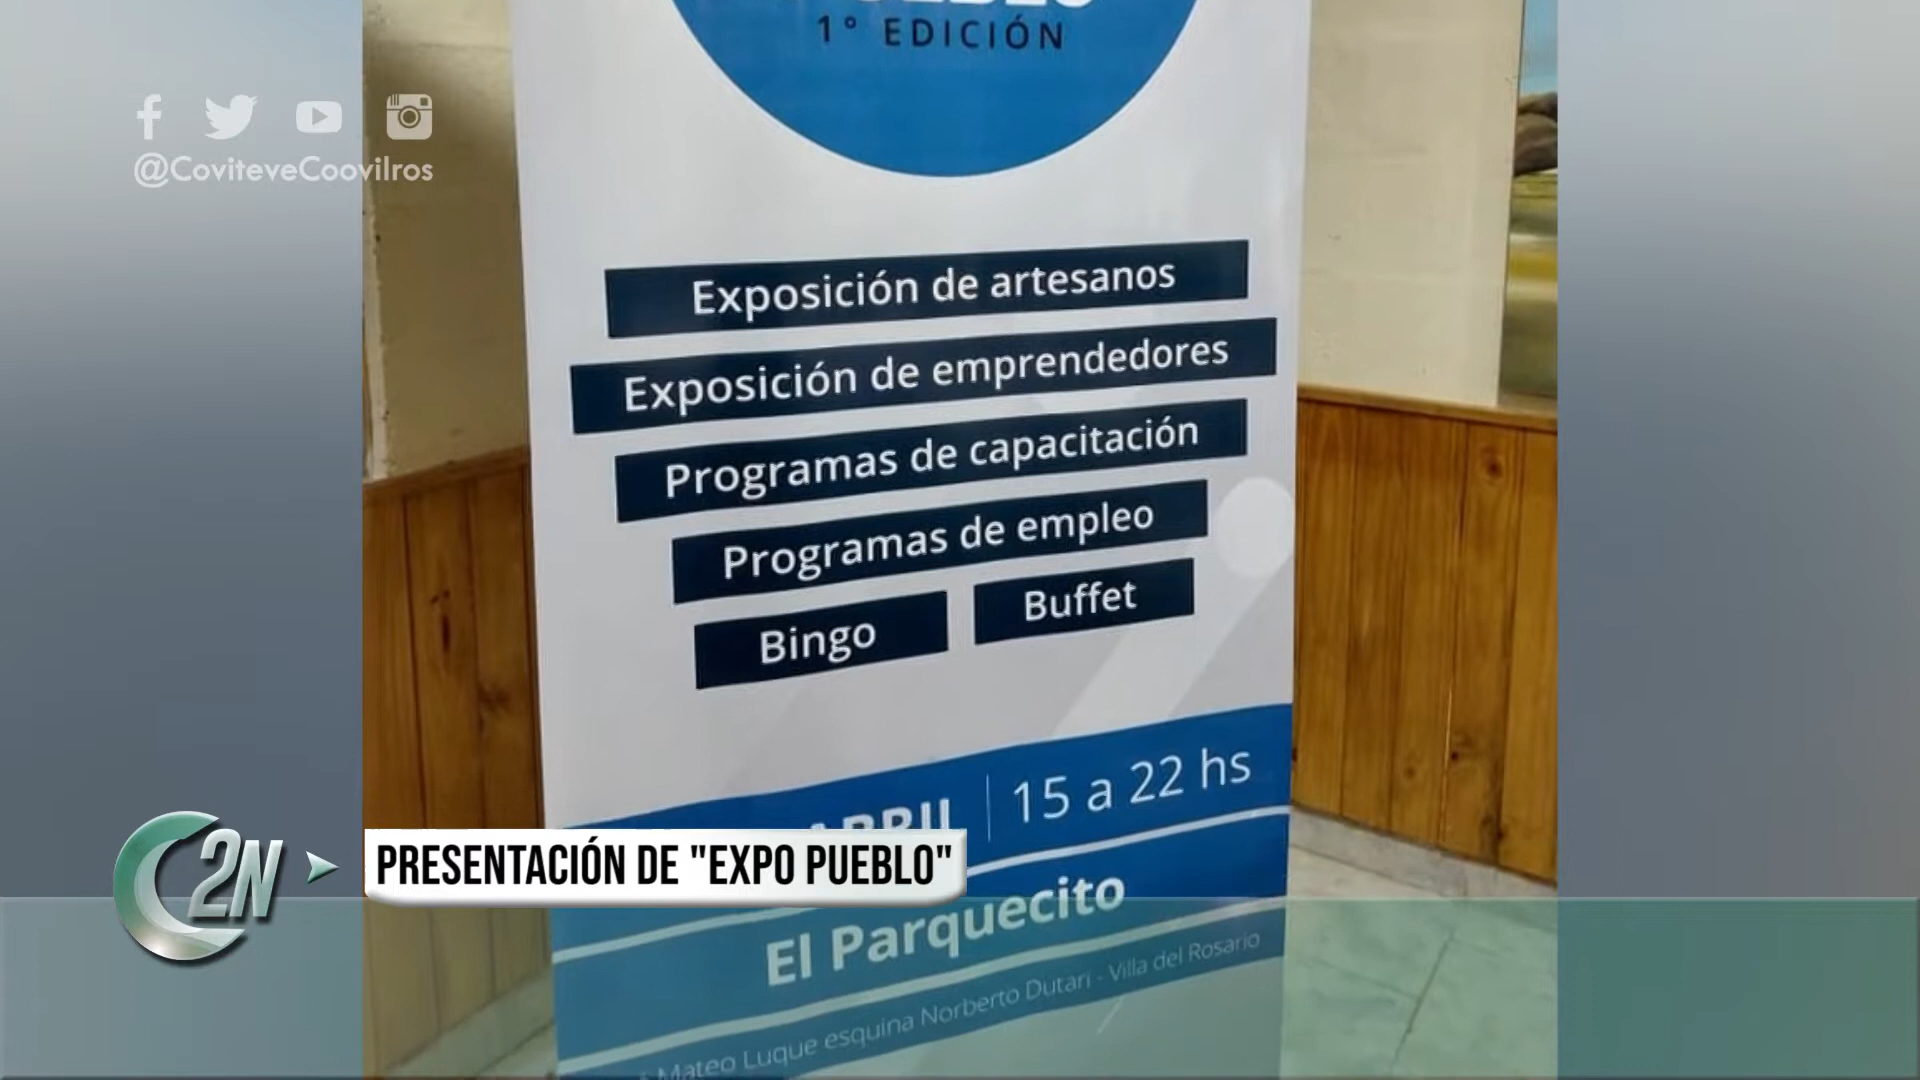 1° EDICIÓN
@CoviteveCoovilros
Exposición de artesanos
Exposición de emprendedores
Programas de capacitación
Programas de empleo
Bingo
Buffet
ABRIL
15 a 22 hs
2N
PRESENTACIÓN DE "EXPO PUEBLO"
El Parquecito
Mateo Luque esquina Norberto Dutari - Villa del Rosario